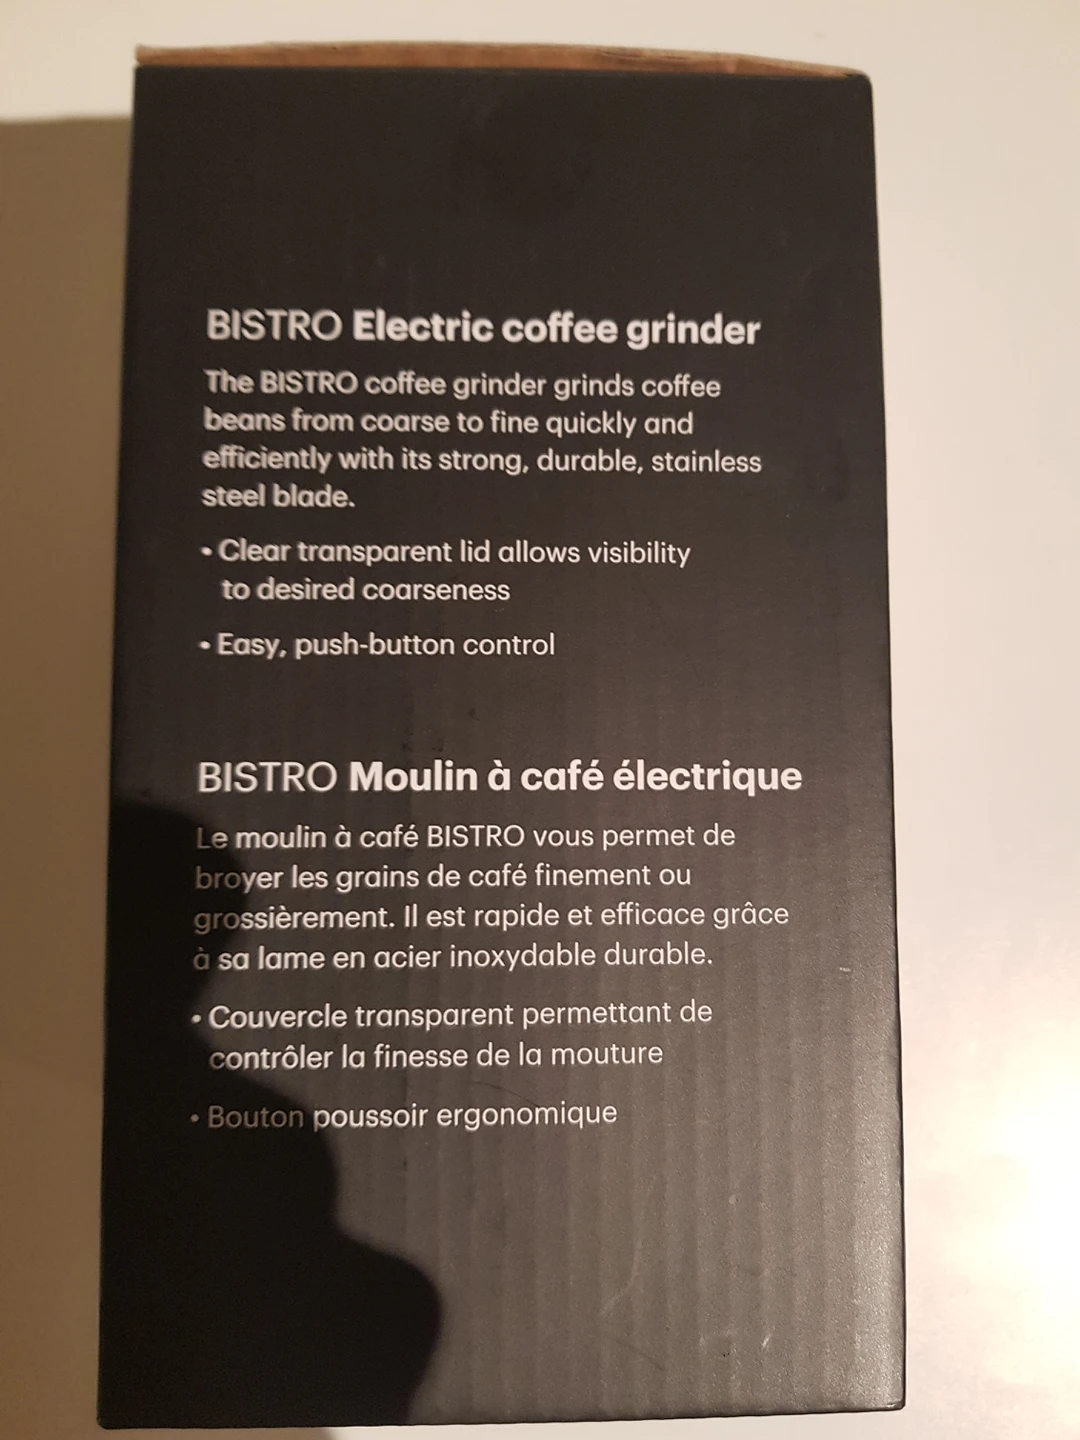 BISTRO Electric coffee grinder
The BISTRO coffee grinder grinds coffee
beans from coarse to fine quickly and
efficiently with its strong, durable, stainless
steel blade.
• Clear transparent lid allows visibility
to desired coarseness
• Easy, push-button control
BISTRO Moulin à café électrique
Le moulin à café BISTRO vous permet de
broyer les grains de café finement ou
grossièrement. Il est rapide et efficace grâce
à sa lame en acier inoxydable durable.
• Couvercle transparent permettant de
contrôler la finesse de la mouture
• Bouton poussoir ergonomique